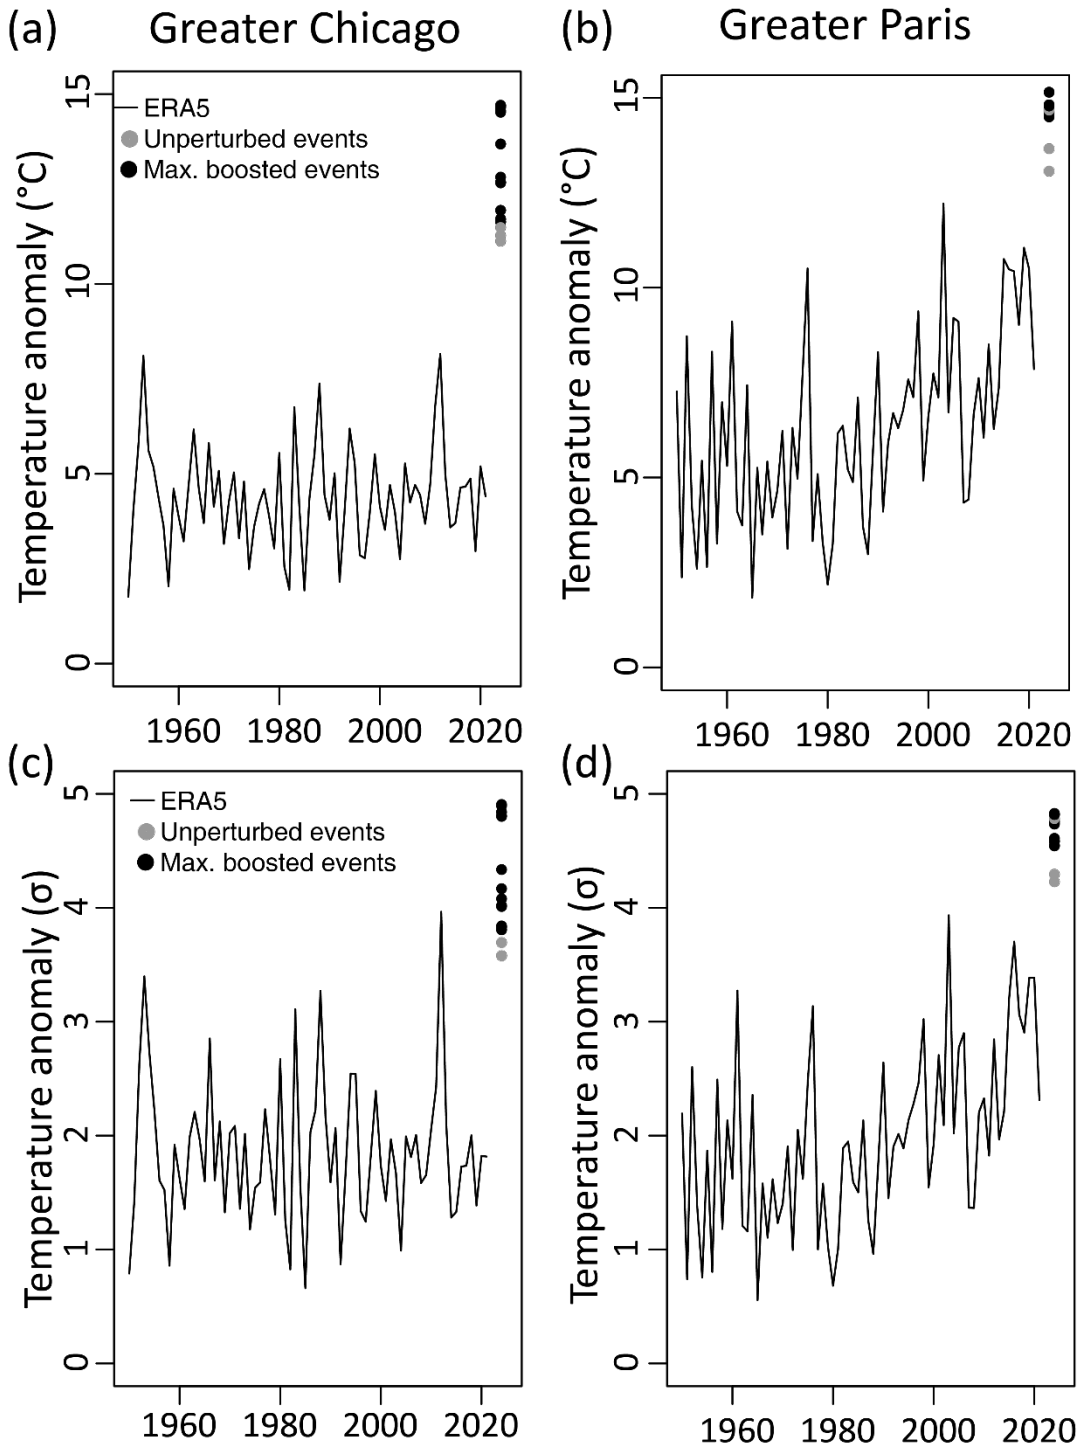 (a) Greater Chicago
Temperature anomaly (°C)
15
10
5
0
ERA5
Unperturbed events
Max. boosted events
1960 1980 2000 2020
(b) Greater Paris
Temperature anomaly (°C)
15
10
5
0
1960 1980 2000 2020
(c)
Temperature anomaly (σ)
5
4
3
2
1
0
ERA5
Unperturbed events
Max. boosted events
1960 1980 2000 2020
(d)
Temperature anomaly (σ)
5
4
3
2
1
0
1960 1980 2000 2020